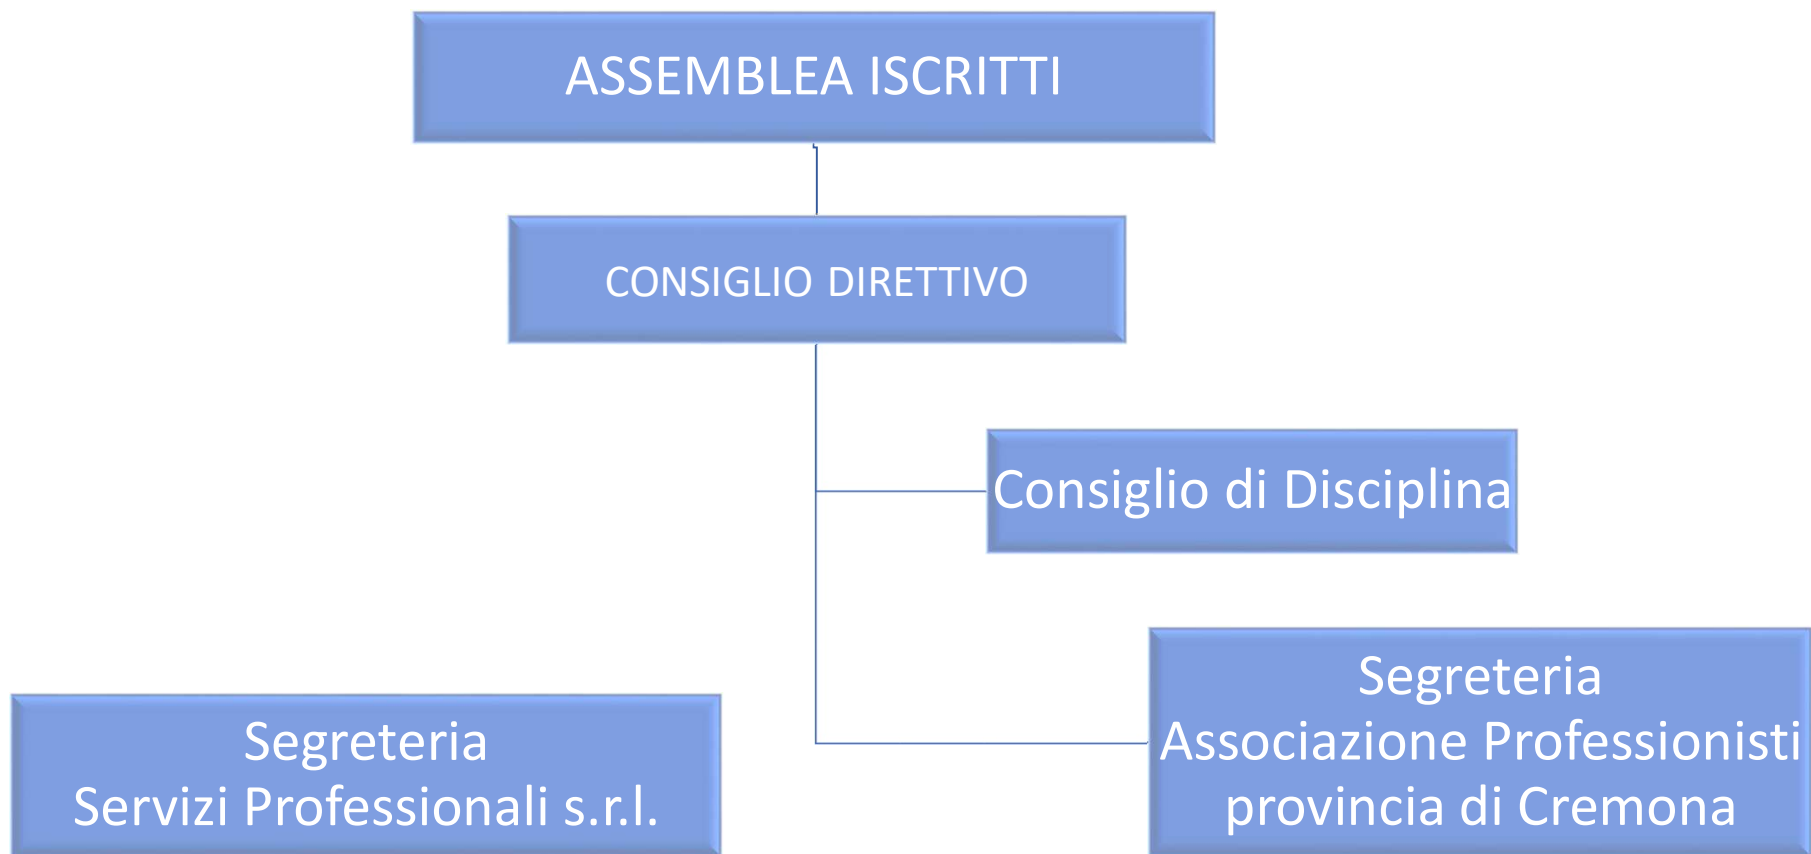 ASSEMBLEA ISCRITTI
CONSIGLIO DIRETTIVO
Consiglio di Disciplina
Segreteria
Servizi Professionali s.r.l.
Segreteria
Associazione Professionisti
provincia di Cremona